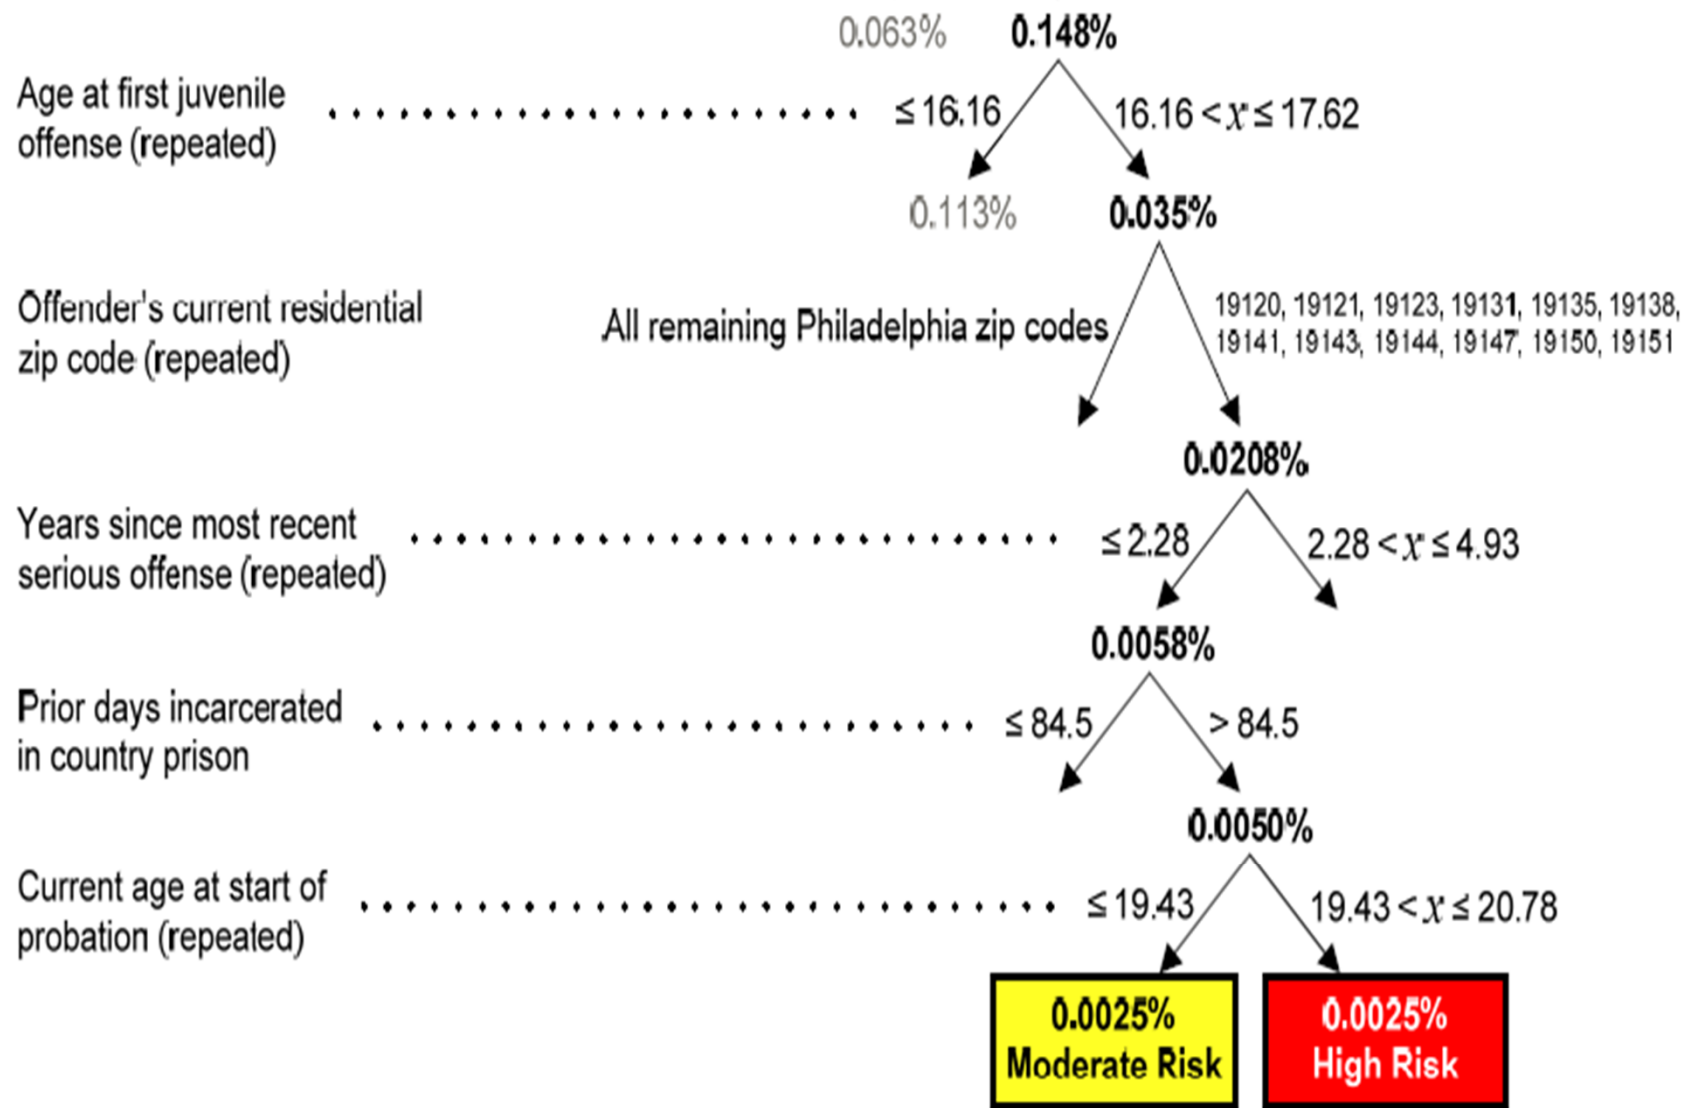 0.063% 0.148%
Age at first juvenile
offense (repeated)
≤ 16.16 16.16 < x ≤ 17.62
0.113% 0.035%
Offender's current residential
zip code (repeated)
All remaining Philadelphia zip codes
19120, 19121, 19123, 19131, 19135, 19138,
19141, 19143, 19144, 19147, 19150, 19151
0.0208%
Years since most recent
serious offense (repeated)
≤ 2.28 2.28 < x ≤ 4.93
0.0058%
Prior days incarcerated
in country prison
≤ 84.5 > 84.5
0.0050%
Current age at start of
probation (repeated)
≤ 19.43 19.43 < x ≤ 20.78
0.0025%
Moderate Risk
0.0025%
High Risk